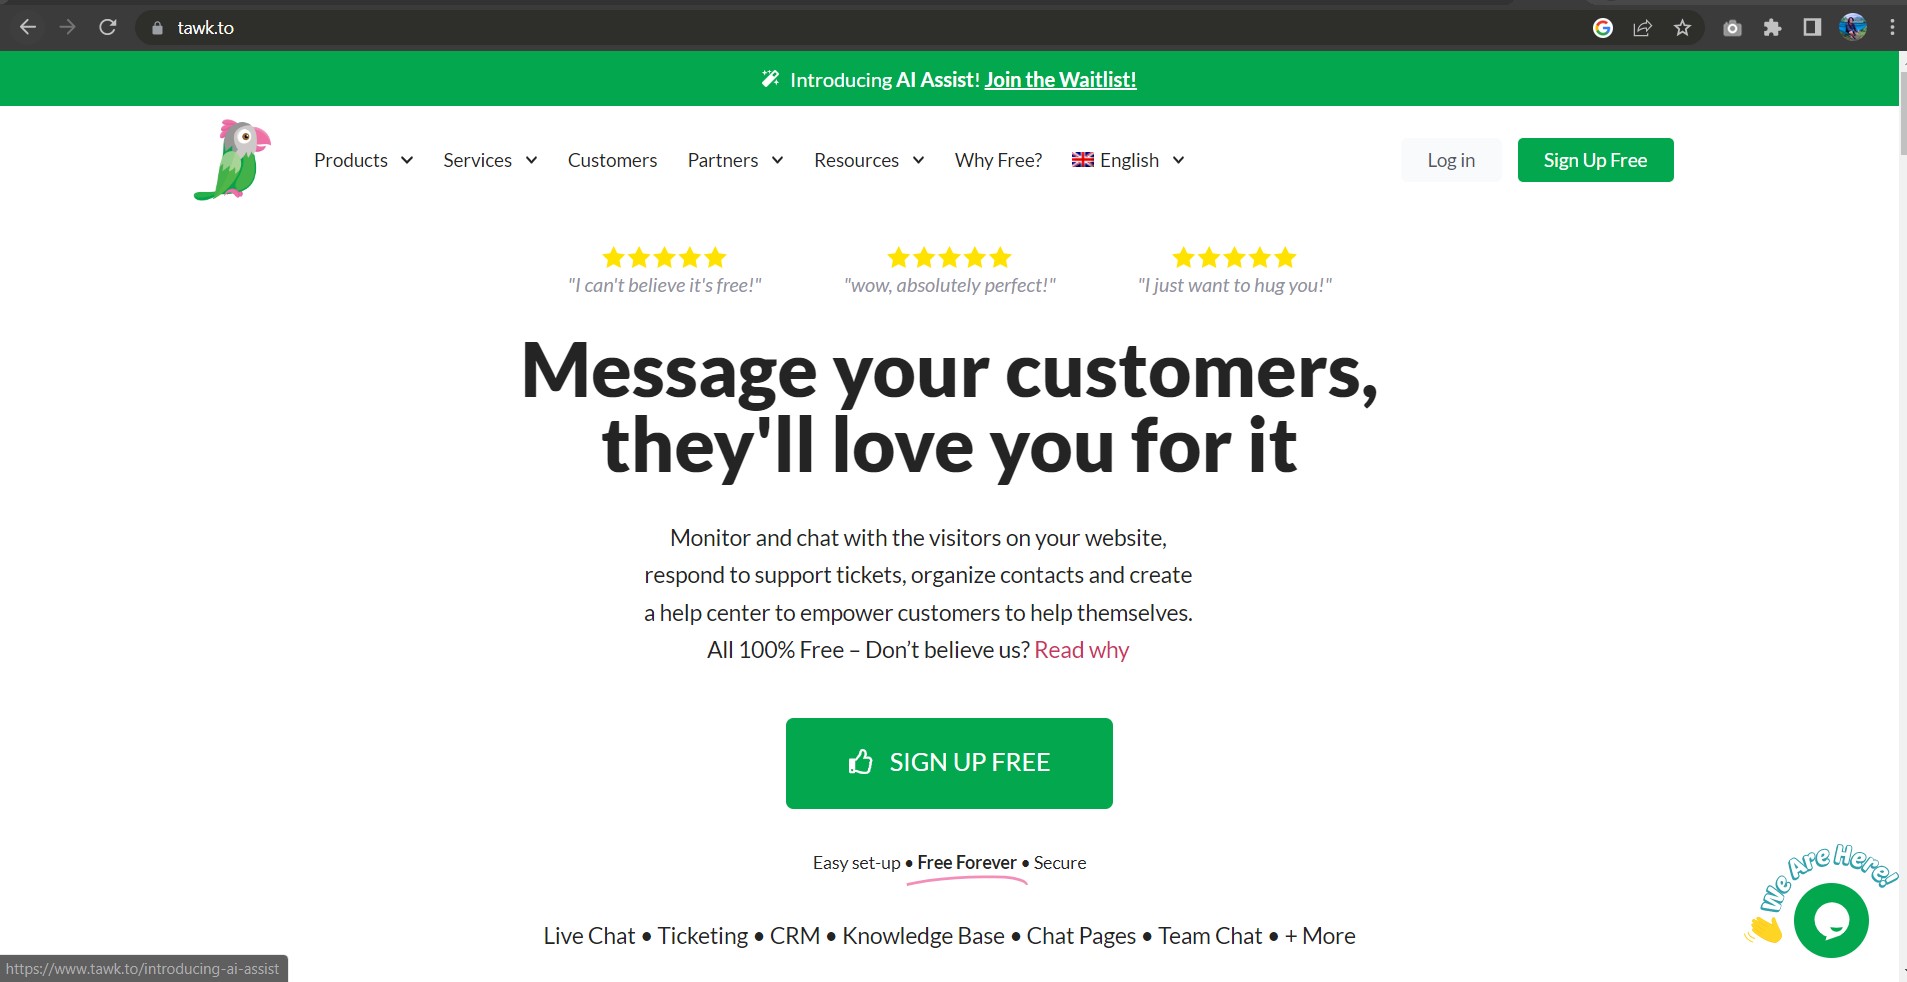 tawk.to
Introducing AI Assist! Join the Waitlist!
Products Services Customers Partners Resources Why Free? English Log in Sign Up Free
"I can't believe it's free!" "wow, absolutely perfect!" "I just want to hug you!"
Message your customers,
they'll love you for it
Monitor and chat with the visitors on your website,
respond to support tickets, organize contacts and create
a help center to empower customers to help themselves.
All 100% Free – Don’t believe us? Read why
SIGN UP FREE
Easy set-up • Free Forever • Secure
We Are Here!
Live Chat • Ticketing • CRM • Knowledge Base • Chat Pages • Team Chat • + More
https://www.tawk.to/introducing-ai-assist